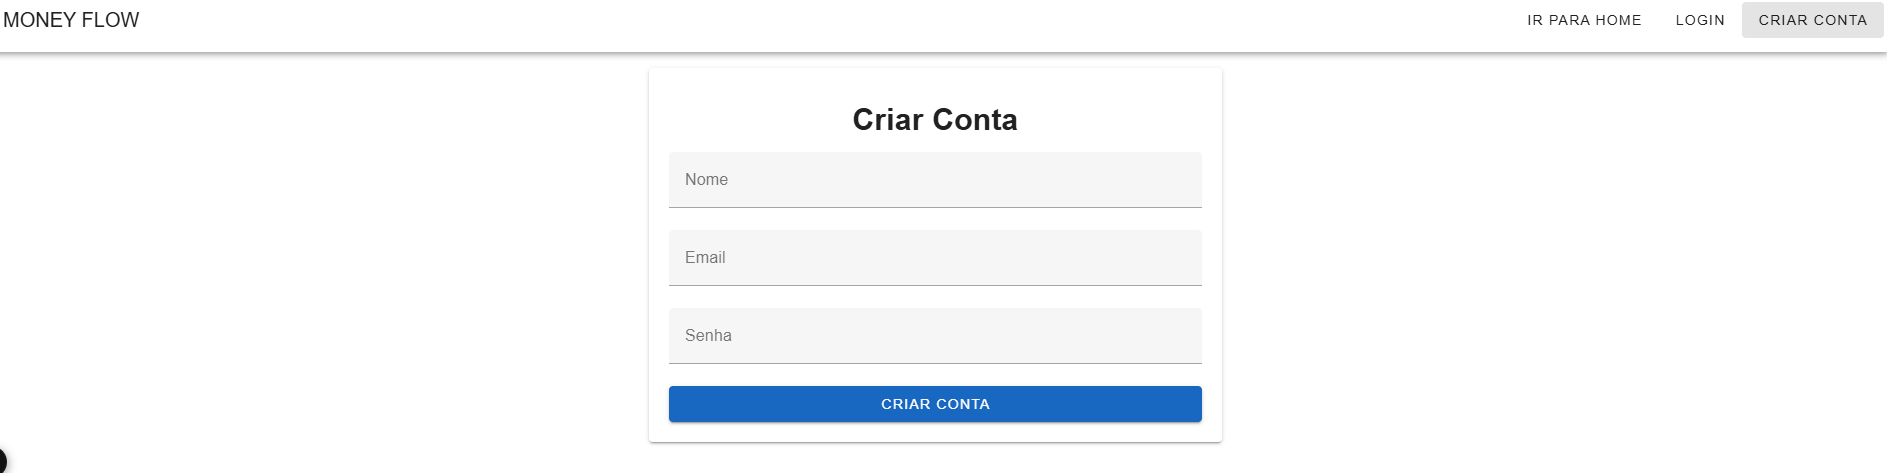 MONEY FLOW
IR PARA HOME LOGIN CRIAR CONTA
Criar Conta
Nome
Email
Senha
CRIAR CONTA